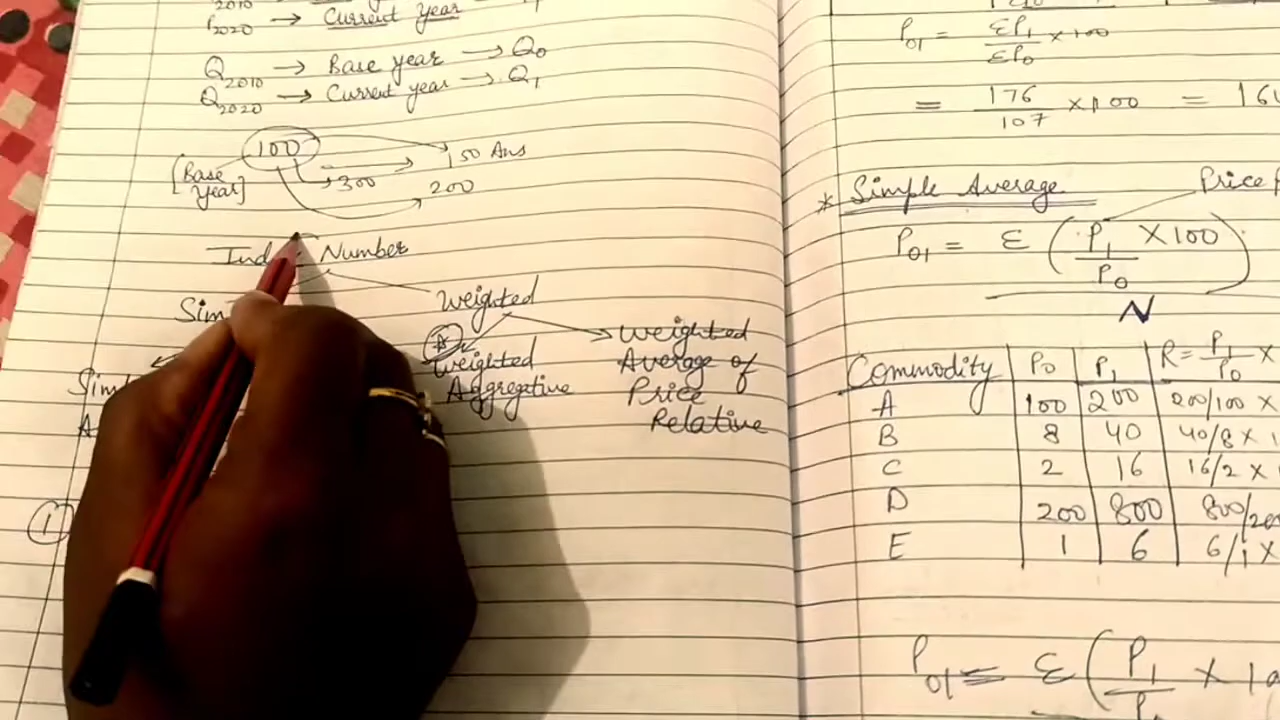 P2020 → Current Year
Q2010 → Base year → Q0
Q2020 → Current year → Q1
100
150 Ans
[Base
year]
300
200
Number
Weighted
Weighted
Aggregative
Weighted
Average of
Price
Relative
1
P01 = ΣP1/ΣP0 × 100
= 176/107 × 100 =
* Simple Average
Price
P01 = Σ (P1/P0 × 100)
N
Commodity P0 P1 R = P1/P0 ×
A 100 200 200/100 ×
B 8 40 40/8 ×
C 2 16 16/2 ×
D 200 800
E 1 6 6/1 ×
P01 = Σ (P1